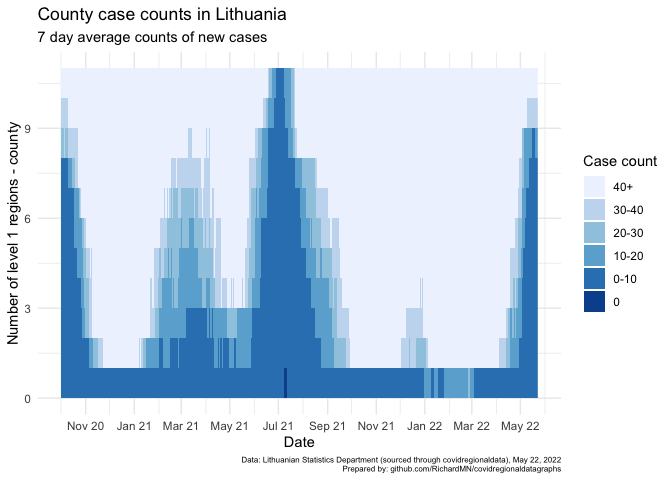 County case counts in Lithuania
7 day average counts of new cases
Number of level 1 regions - county
9
6
3
0
Nov 20 Jan 21 Mar 21 May 21 Jul 21 Sep 21 Nov 21 Jan 22 Mar 22 May 22
Date
Case count
40+
30-40
20-30
10-20
0-10
0
Data: Lithuanian Statistics Department (sourced through covidregionaldata), May 22, 2022
Prepared by: github.com/RichardMN/covidregionaldatagraphs